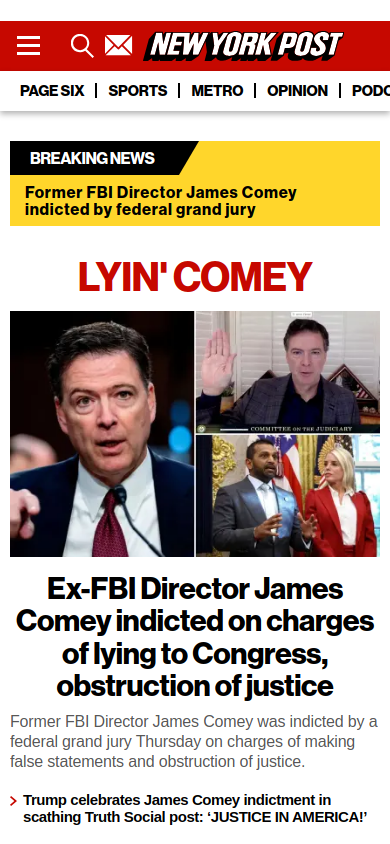 NEW YORK POST
PAGE SIX | SPORTS | METRO | OPINION | PODC
BREAKING NEWS
Former FBI Director James Comey
indicted by federal grand jury
LYIN' COMEY
COMMITTEE ON THE JUDICIARY
Ex-FBI Director James
Comey indicted on charges
of lying to Congress,
obstruction of justice
Former FBI Director James Comey was indicted by a
federal grand jury Thursday on charges of making
false statements and obstruction of justice.
Trump celebrates James Comey indictment in
scathing Truth Social post: ‘JUSTICE IN AMERICA!’